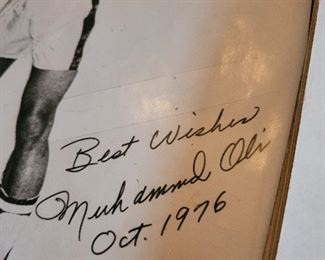 Best Wishes
Muhammad Ali
Oct. 1976